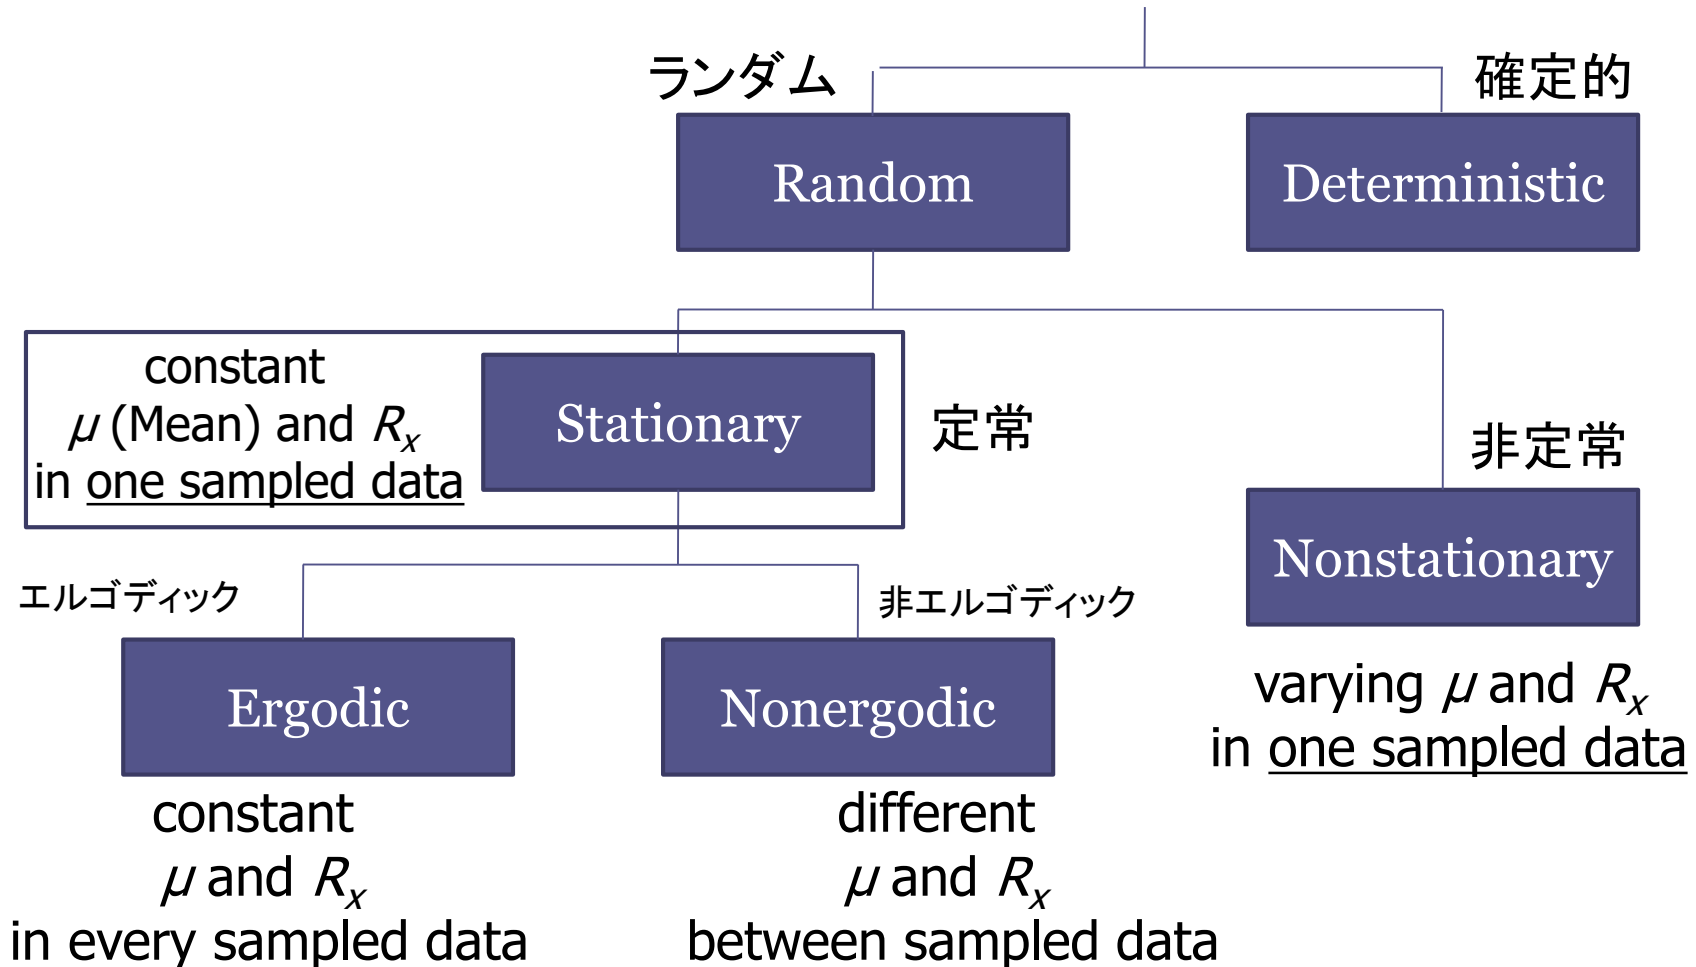 ランダム
確定的
Random
Deterministic
constant
μ (Mean) and Rx
in one sampled data
Stationary
定常
非定常
Nonstationary
varying μ and Rx
in one sampled data
エルゴディック
非エルゴディック
Ergodic
Nonergodic
constant
μ and Rx
in every sampled data
different
μ and Rx
between sampled data